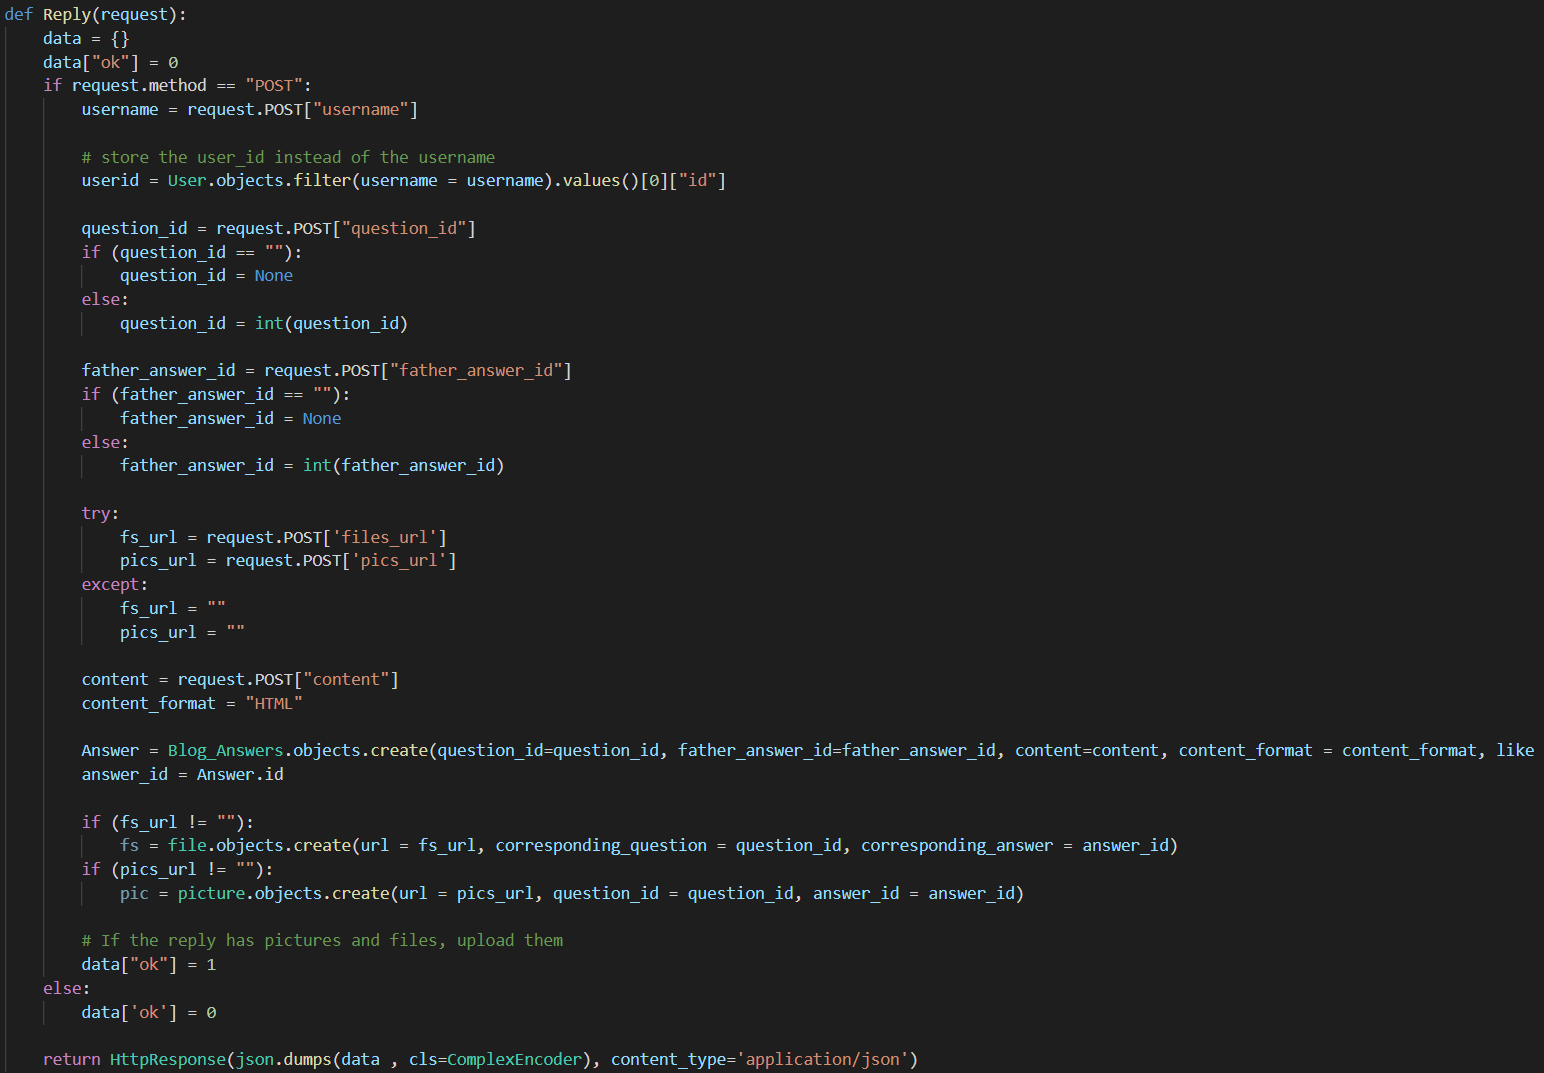 def Reply(request):
    data = {}
    data["ok"] = 0
    if request.method == "POST":
        username = request.POST["username"]

        # store the user_id instead of the username
        userid = User.objects.filter(username = username).values()[0]["id"]

        question_id = request.POST["question_id"]
        if (question_id == ""):
            question_id = None
        else:
            question_id = int(question_id)

        father_answer_id = request.POST["father_answer_id"]
        if (father_answer_id == ""):
            father_answer_id = None
        else:
            father_answer_id = int(father_answer_id)

        try:
            fs_url = request.POST['files_url']
            pics_url = request.POST['pics_url']
        except:
            fs_url = ""
            pics_url = ""

        content = request.POST["content"]
        content_format = "HTML"

        Answer = Blog_Answers.objects.create(question_id=question_id, father_answer_id=father_answer_id, content=content, content_format = content_format, like
        answer_id = Answer.id

        if (fs_url != ""):
            fs = file.objects.create(url = fs_url, corresponding_question = question_id, corresponding_answer = answer_id)
        if (pics_url != ""):
            pic = picture.objects.create(url = pics_url, question_id = question_id, answer_id = answer_id)

        # If the reply has pictures and files, upload them
        data["ok"] = 1
    else:
        data['ok'] = 0

    return HttpResponse(json.dumps(data , cls=ComplexEncoder), content_type='application/json')